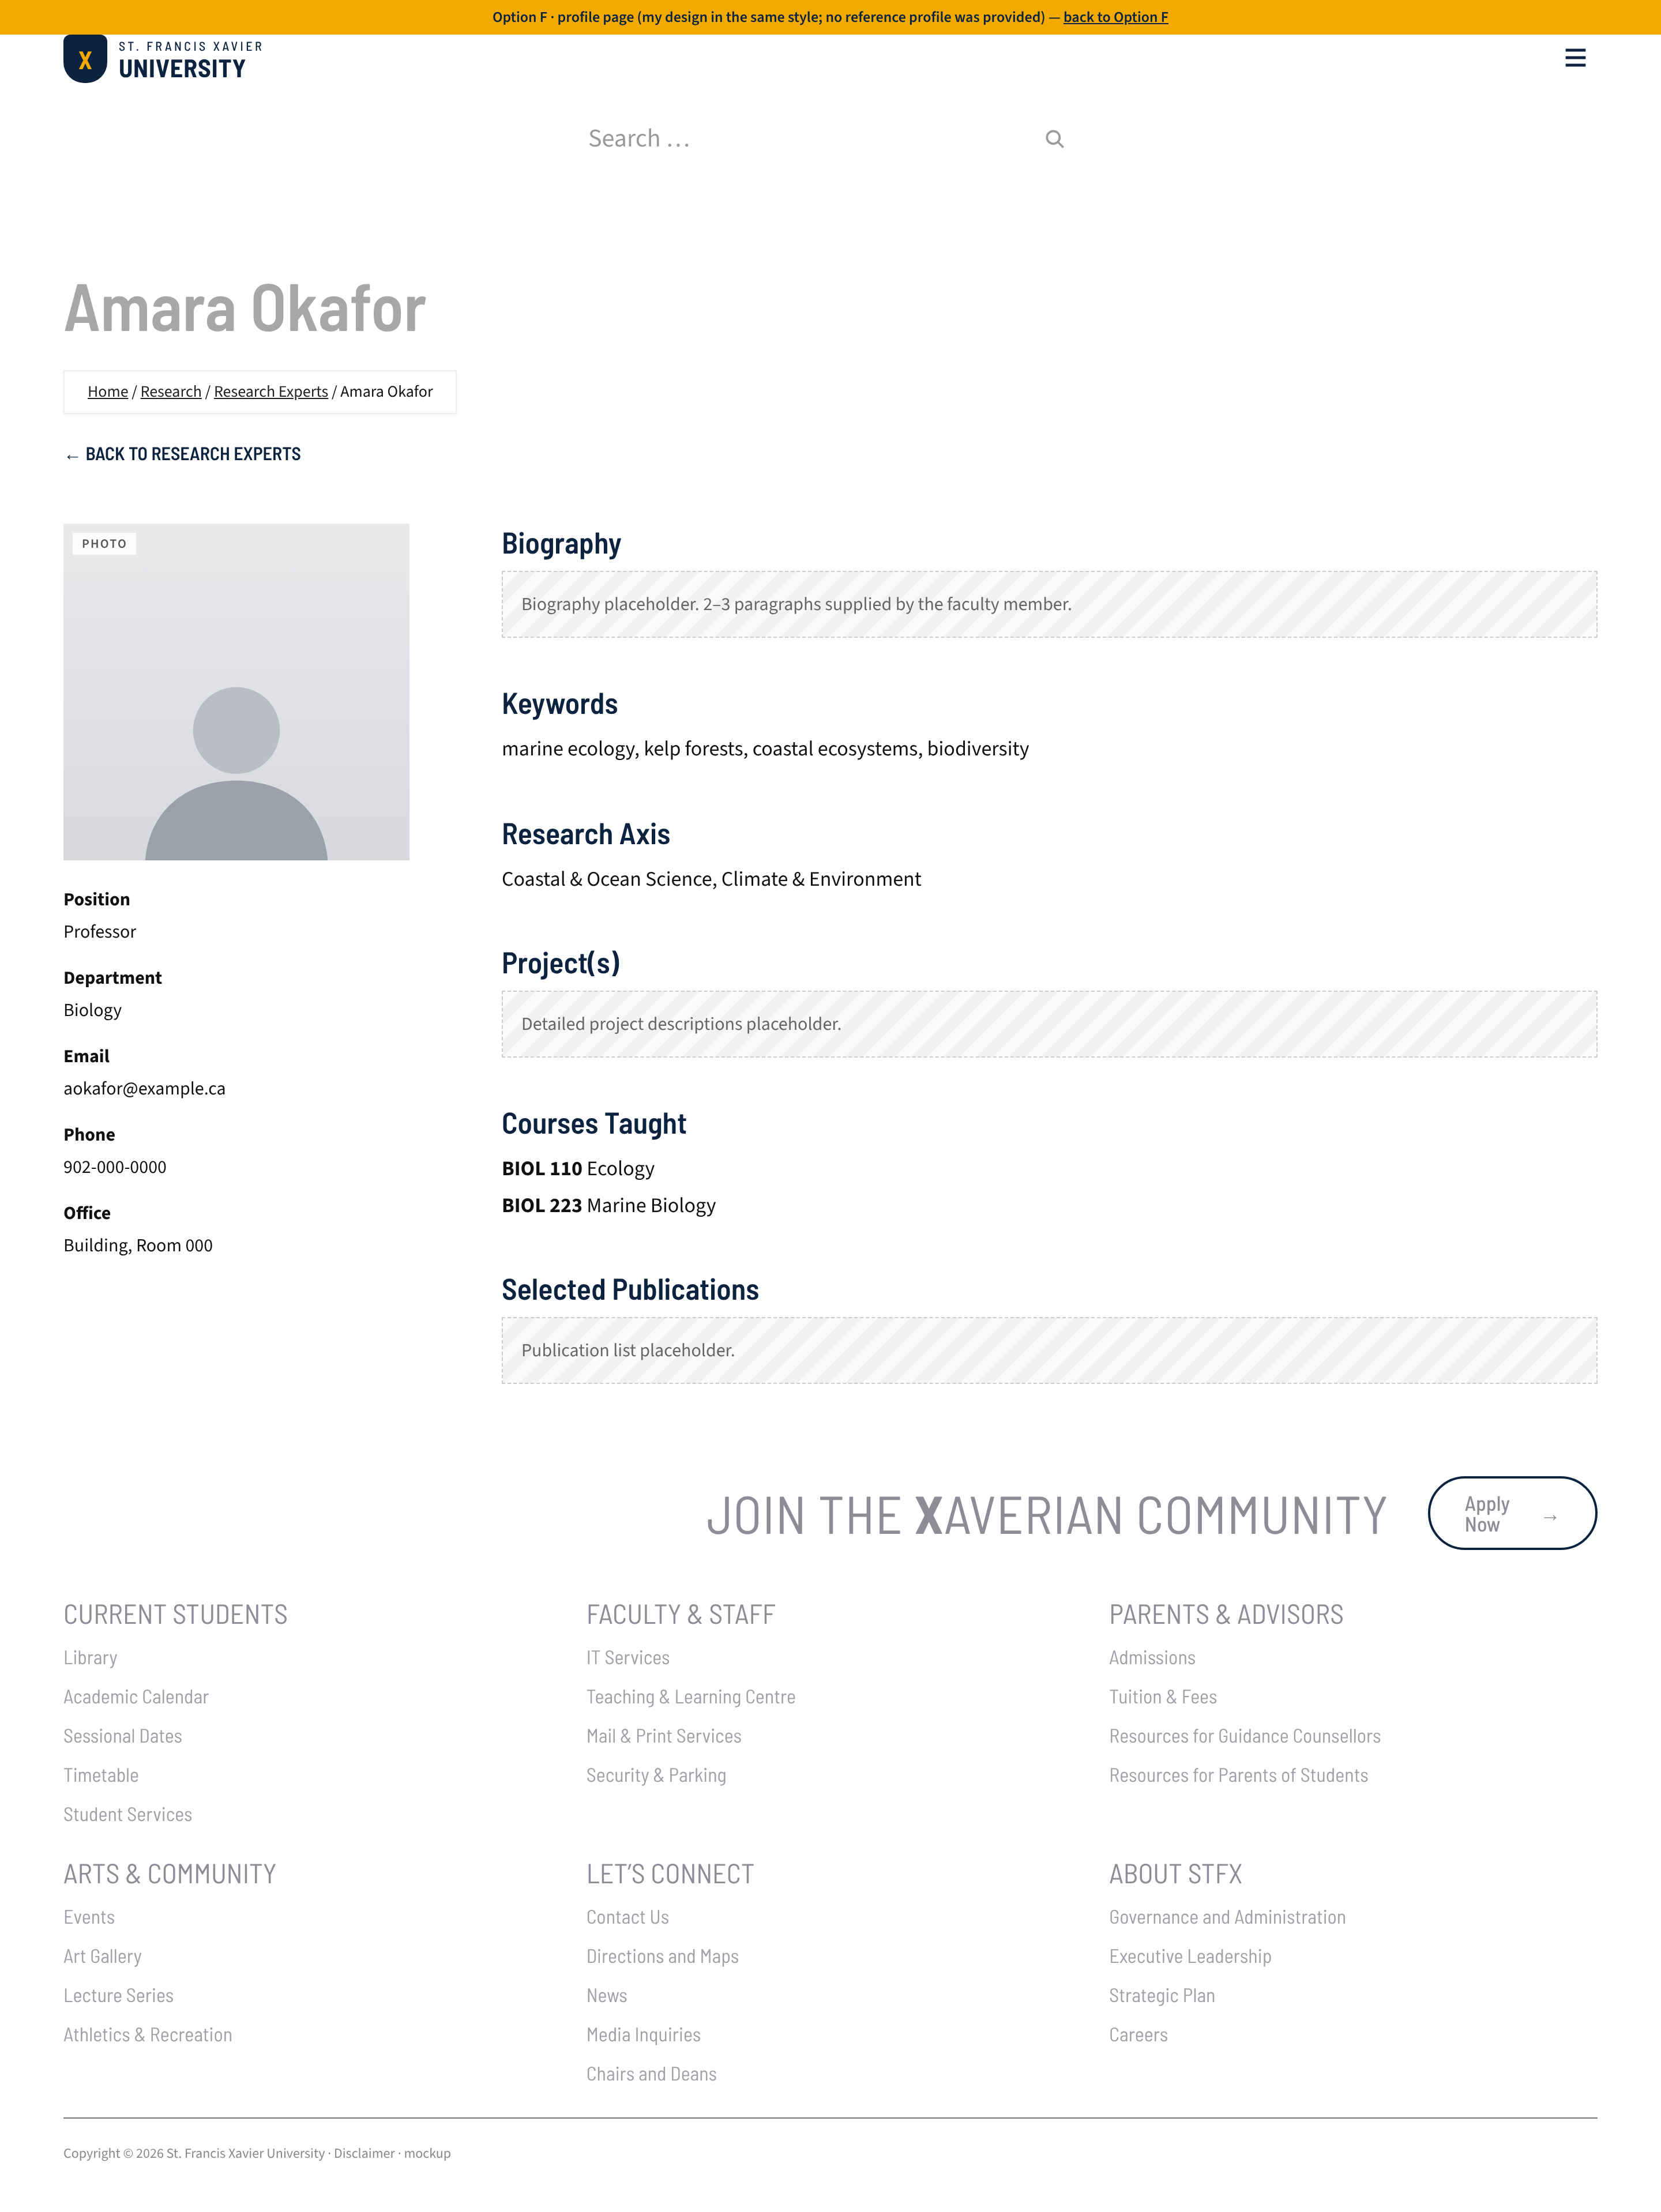 Option F · profile page (my design in the same style; no reference profile was provided) — back to Option F
X
ST. FRANCIS XAVIER
UNIVERSITY
Search …
Amara Okafor
Home / Research / Research Experts / Amara Okafor
← BACK TO RESEARCH EXPERTS
PHOTO
Position
Professor
Department
Biology
Email
aokafor@example.ca
Phone
902-000-0000
Office
Building, Room 000
Biography
Biography placeholder. 2–3 paragraphs supplied by the faculty member.
Keywords
marine ecology, kelp forests, coastal ecosystems, biodiversity
Research Axis
Coastal & Ocean Science, Climate & Environment
Project(s)
Detailed project descriptions placeholder.
Courses Taught
BIOL 110 Ecology
BIOL 223 Marine Biology
Selected Publications
Publication list placeholder.
JOIN THE XAVERIAN COMMUNITY
Apply
Now →
CURRENT STUDENTS
Library
Academic Calendar
Sessional Dates
Timetable
Student Services
FACULTY & STAFF
IT Services
Teaching & Learning Centre
Mail & Print Services
Security & Parking
PARENTS & ADVISORS
Admissions
Tuition & Fees
Resources for Guidance Counsellors
Resources for Parents of Students
ARTS & COMMUNITY
Events
Art Gallery
Lecture Series
Athletics & Recreation
LET’S CONNECT
Contact Us
Directions and Maps
News
Media Inquiries
Chairs and Deans
ABOUT STFX
Governance and Administration
Executive Leadership
Strategic Plan
Careers
Copyright © 2026 St. Francis Xavier University · Disclaimer · mockup